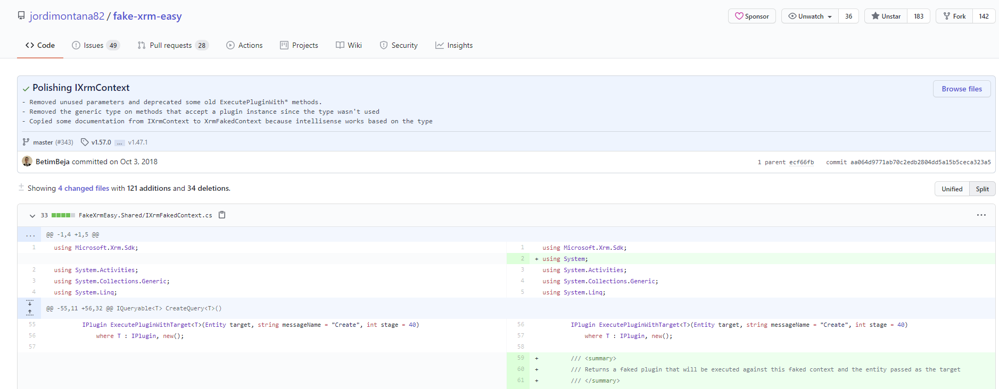 jordimontana82 / fake-xrm-easy
Sponsor
Unwatch 36
Unstar 183
Fork 142
Code
Issues 49
Pull requests 28
Actions
Projects
Wiki
Security
Insights
Polishing IXrmContext
Browse files
- Removed unused parameters and deprecated some old ExecutePluginWith* methods.
- Removed the generic type on methods that accept a plugin instance since the type wasn't used
- Copied some documentation from IXrmContext to XrmFakedContext because intellisense works based on the type
master (#343) v1.57.0 ... v1.47.1
BetimBeja committed on Oct 3, 2018
1 parent ecf66fb commit aa064d9771ab70c2edb2804dd5a15b5ceca323a5
Showing 4 changed files with 121 additions and 34 deletions.
Unified Split
33 FakeXrmEasy.Shared/IXrmFakedContext.cs
... @@ -1,4 +1,5 @@
1 using Microsoft.Xrm.Sdk; 1 using Microsoft.Xrm.Sdk;
2 + using System;
2 using System.Activities; 3 using System.Activities;
3 using System.Collections.Generic; 4 using System.Collections.Generic;
4 using System.Linq; 5 using System.Linq;
@@ -55,11 +56,32 @@ IQueryable<T> CreateQuery<T>()
55 IPlugin ExecutePluginWithTarget<T>(Entity target, string messageName = "Create", int stage = 40) 56 IPlugin ExecutePluginWithTarget<T>(Entity target, string messageName = "Create", int stage = 40)
56 where T : IPlugin, new(); 57 where T : IPlugin, new();
57 58
59 + /// <summary>
60 + /// Returns a faked plugin that will be executed against this faked context and the entity passed as the target
61 + /// </summary>